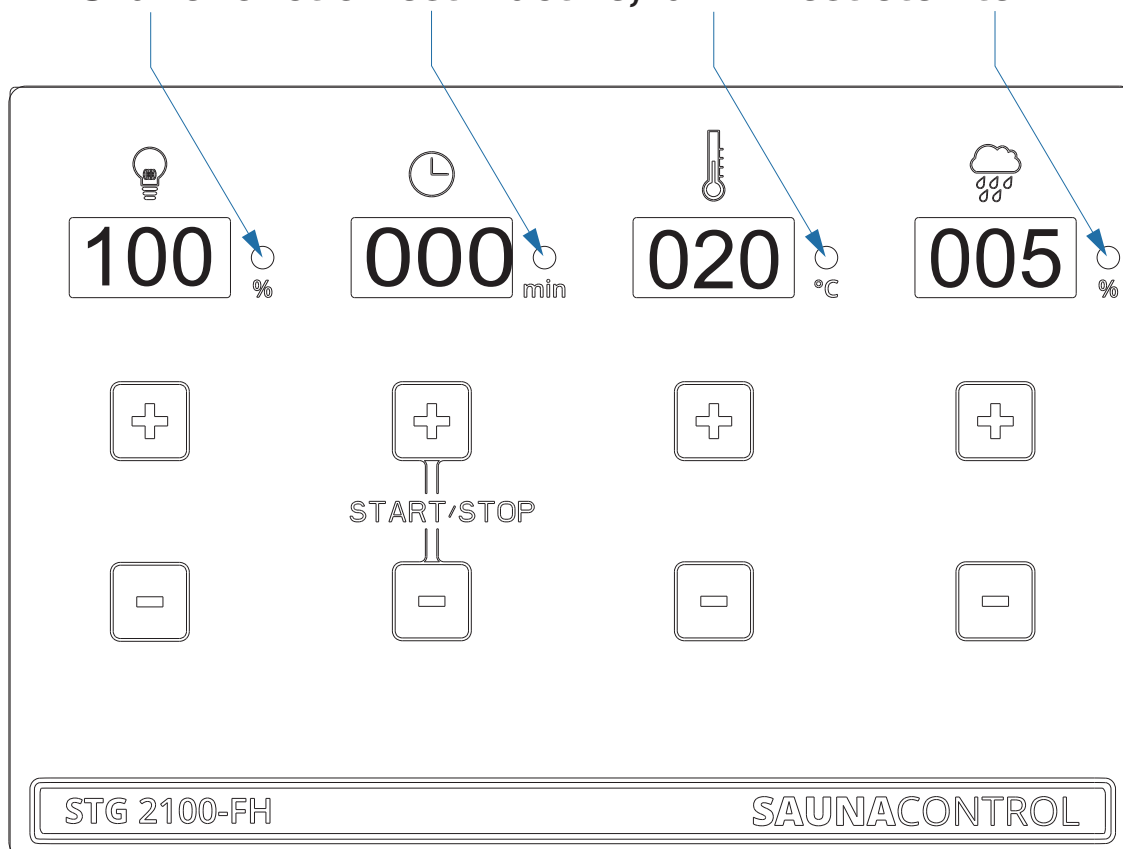 100 000 020 005
% min °C %
+ + + +
START/STOP
- - - -
STG 2100-FH SAUNACONTROL